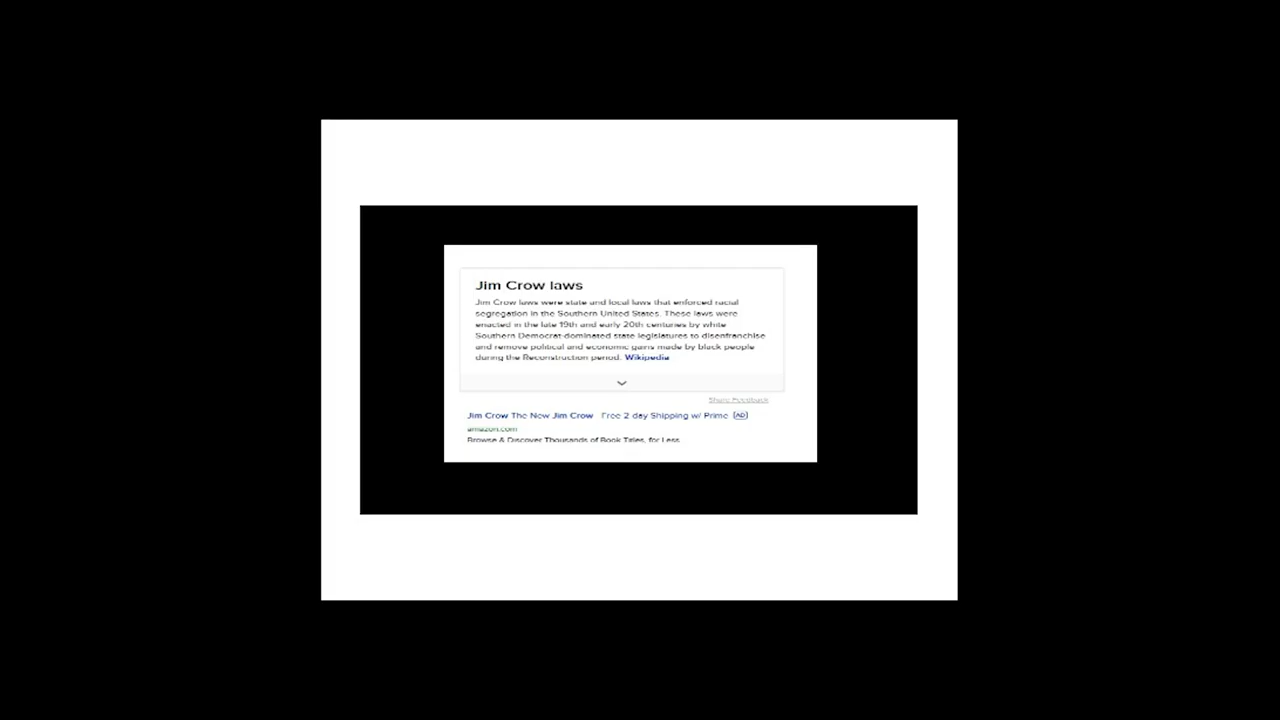 Jim Crow laws
Jim Crow laws were state and local laws that enforced racial
segregation in the Southern United States. These laws were
enacted in the late 19th and early 20th centuries by white
Southern Democrat-dominated state legislatures to disenfranchise
and remove political and economic gains made by black people
during the Reconstruction period. Wikipedia
Share Feedback
Jim Crow The New Jim Crow Free 2 day Shipping w/ Prime AD
amazon.com
Browse & Discover Thousands of Book Titles, for Less